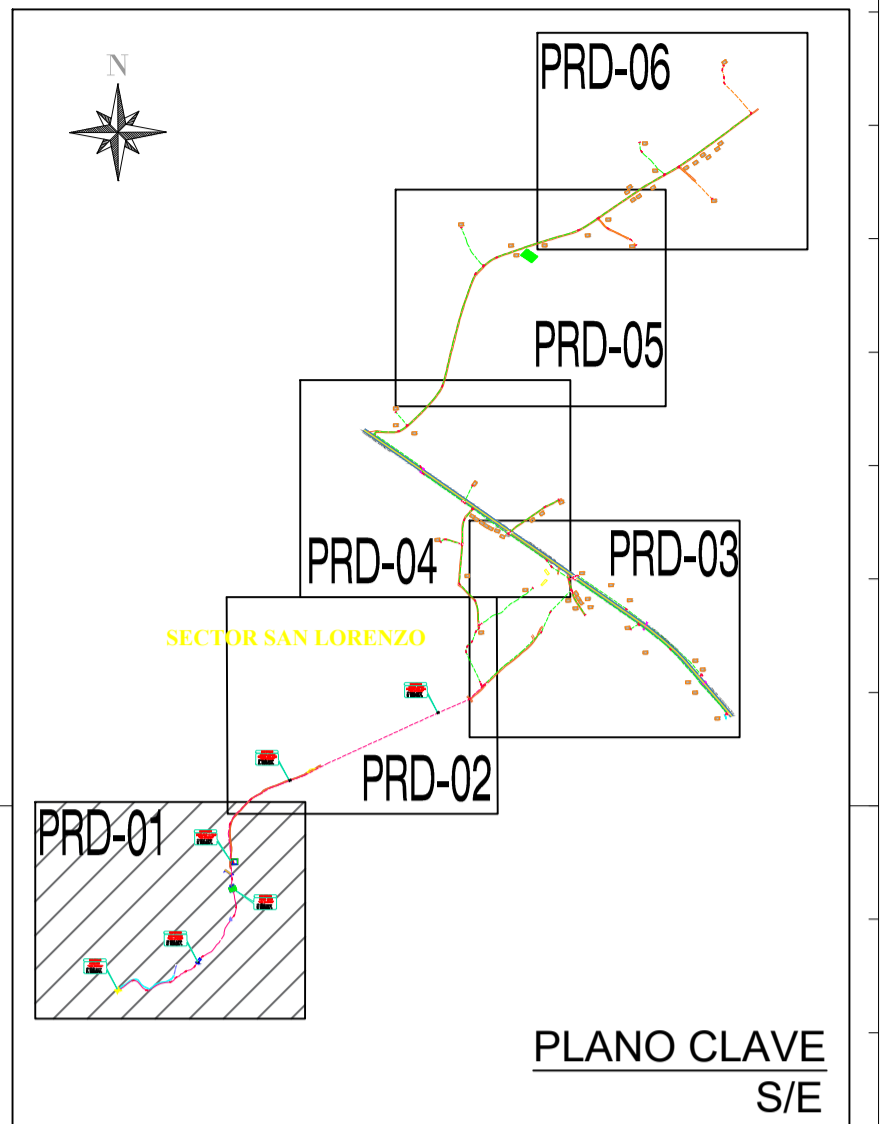 N
PRD-06
PRD-05
PRD-04
PRD-03
SECTOR SAN LORENZO
PRD-02
PRD-01
PLANO CLAVE
S/E